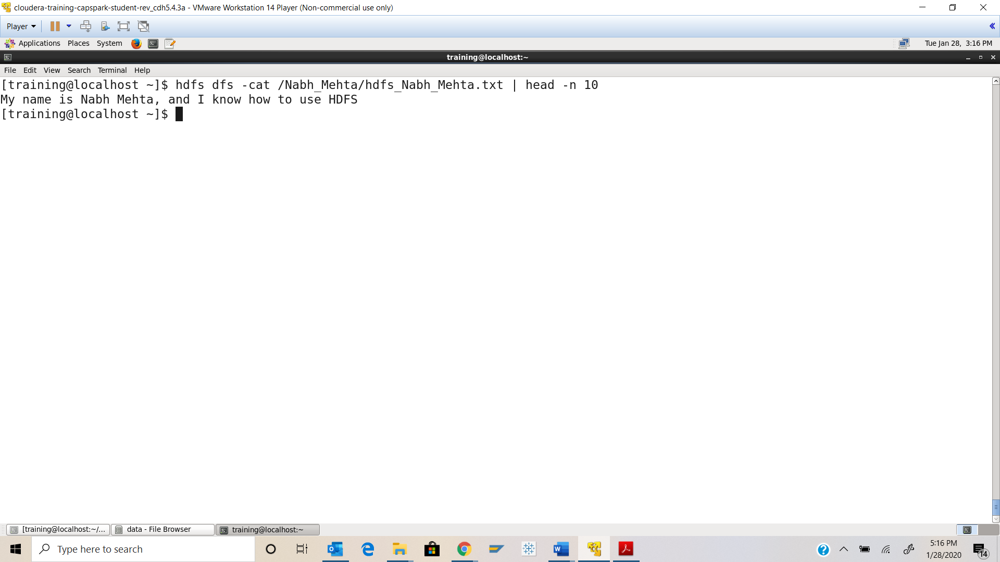 cloudera-training-capspark-student-rev_cdh5.4.3a - VMware Workstation 14 Player (Non-commercial use only)
Player
Applications Places System Tue Jan 28, 3:16 PM
training@localhost:~
File Edit View Search Terminal Help
[training@localhost ~]$ hdfs dfs -cat /Nabh_Mehta/hdfs_Nabh_Mehta.txt | head -n 10
My name is Nabh Mehta, and I know how to use HDFS
[training@localhost ~]$
[training@localhost:~/... data - File Browser training@localhost:~
Type here to search
5:16 PM
1/28/2020
14